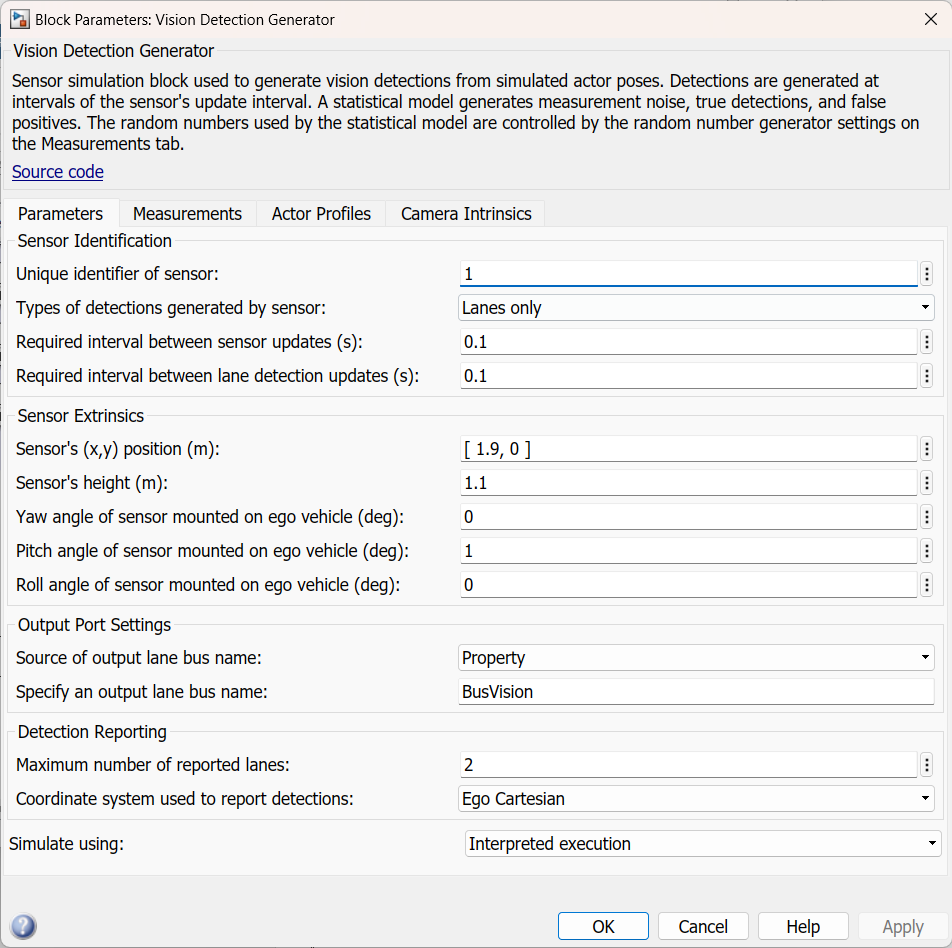 Block Parameters: Vision Detection Generator
Vision Detection Generator
Sensor simulation block used to generate vision detections from simulated actor poses. Detections are generated at
intervals of the sensor's update interval. A statistical model generates measurement noise, true detections, and false
positives. The random numbers used by the statistical model are controlled by the random number generator settings on
the Measurements tab.
Source code
Parameters Measurements Actor Profiles Camera Intrinsics
Sensor Identification
Unique identifier of sensor: 1
Types of detections generated by sensor: Lanes only
Required interval between sensor updates (s): 0.1
Required interval between lane detection updates (s): 0.1
Sensor Extrinsics
Sensor's (x,y) position (m): [ 1.9, 0 ]
Sensor's height (m): 1.1
Yaw angle of sensor mounted on ego vehicle (deg): 0
Pitch angle of sensor mounted on ego vehicle (deg): 1
Roll angle of sensor mounted on ego vehicle (deg): 0
Output Port Settings
Source of output lane bus name: Property
Specify an output lane bus name: BusVision
Detection Reporting
Maximum number of reported lanes: 2
Coordinate system used to report detections: Ego Cartesian
Simulate using: Interpreted execution
? OK Cancel Help Apply